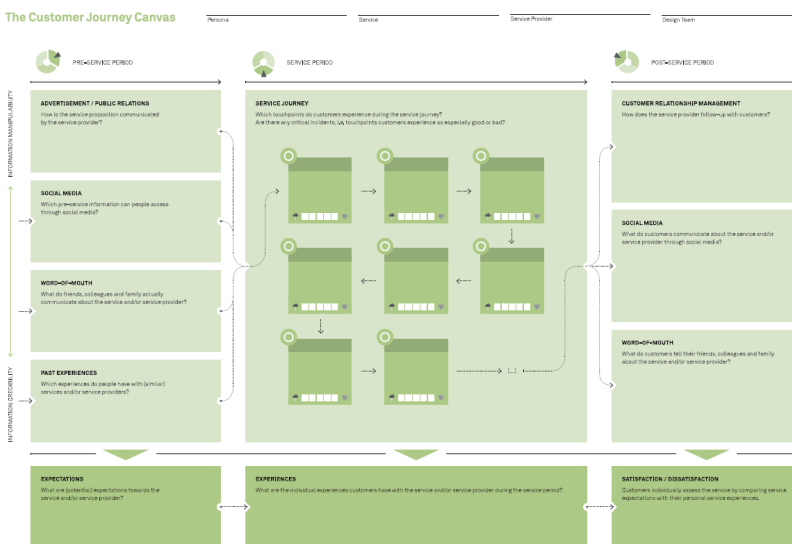 The Customer Journey Canvas
Persona
Service
Service Provider
Design Team
PRE–SERVICE PERIOD
SERVICE PERIOD
POST–SERVICE PERIOD
INFORMATION MANIPULABILITY
INFORMATION CREDIBILITY
ADVERTISEMENT / PUBLIC RELATIONS
How is the service proposition communicated
by the service provider?
SOCIAL MEDIA
Which pre–service information can people access
through social media?
WORD–OF–MOUTH
What do friends, colleagues and family actually
communicate about the service and/or service provider?
PAST EXPERIENCES
Which experiences do people have with (similar)
services and/or service providers?
SERVICE JOURNEY
Which touchpoints do customers experience during the service journey?
Are there any critical incidents, i.e. touchpoints customers experience as especially good or bad?
[...]
CUSTOMER RELATIONSHIP MANAGEMENT
How does the service provider follow–up with customers?
SOCIAL MEDIA
What do customers communicate about the service and/or
service provider through social media?
WORD–OF–MOUTH
What do customers tell their friends, colleagues and family
about the service and/or service provider?
EXPECTATIONS
What are (potential) expectations towards the
service and/or service provider?
EXPERIENCES
What are the individual experiences customers have with the service and/or service provider during the service period?
SATISFACTION / DISSATISFACTION
Customers individually assess the service by comparing service
expectations with their personal service experiences.